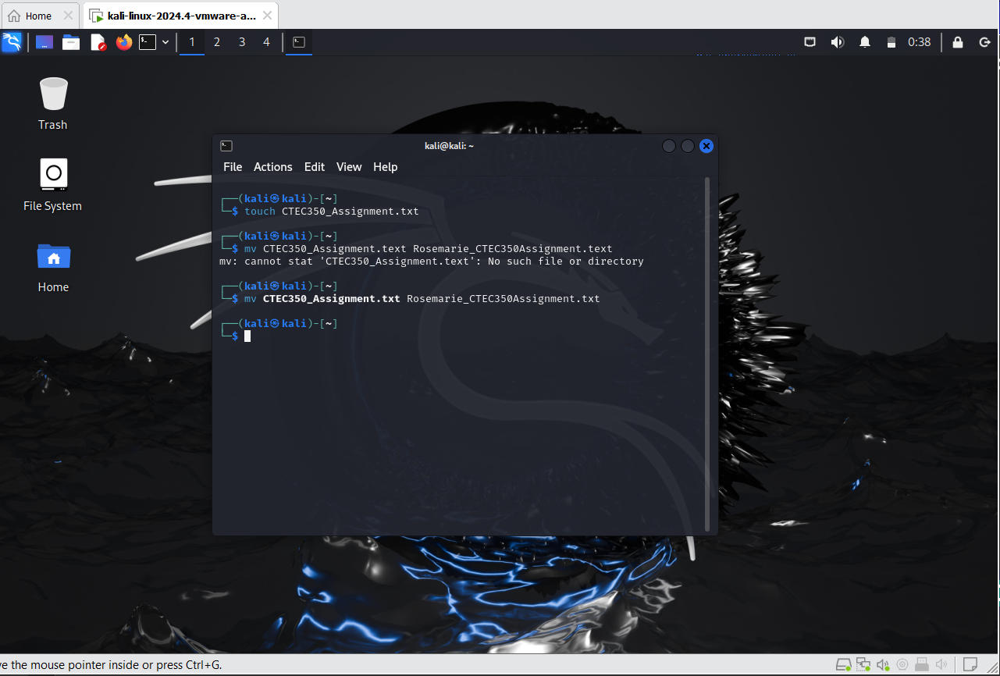 Home
kali-linux-2024.4-vmware-a...
1 2 3 4
0:38
Trash
File System
Home
kali@kali: ~
File Actions Edit View Help
┌──(kali㉿kali)-[~]
└─$ touch CTEC350_Assignment.txt
┌──(kali㉿kali)-[~]
└─$ mv CTEC350_Assignment.text Rosemarie_CTEC350Assignment.text
mv: cannot stat 'CTEC350_Assignment.text': No such file or directory
┌──(kali㉿kali)-[~]
└─$ mv CTEC350_Assignment.txt Rosemarie_CTEC350Assignment.txt
┌──(kali㉿kali)-[~]
└─$
ve the mouse pointer inside or press Ctrl+G.